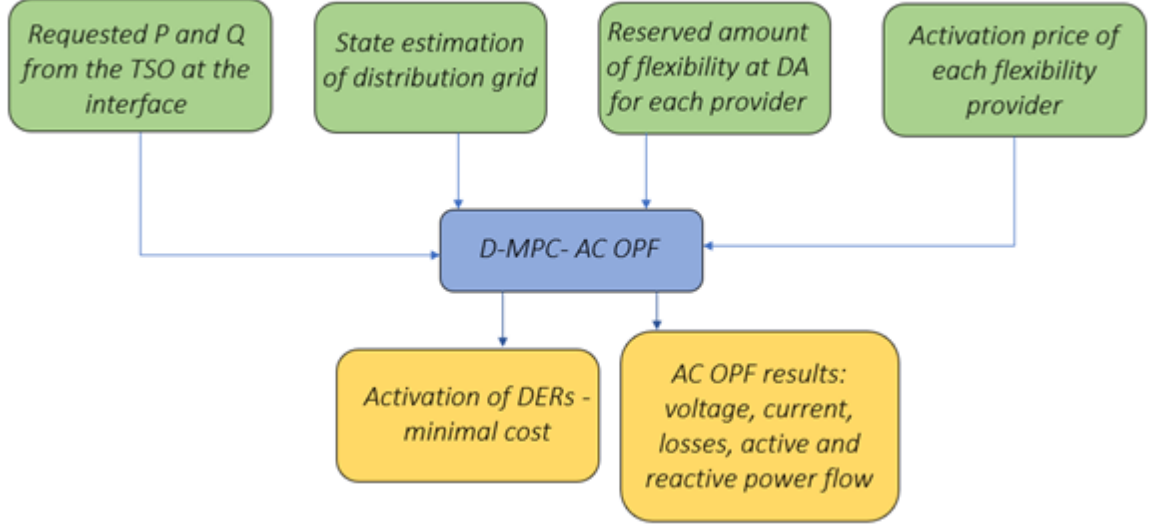 Requested P and Q
from the TSO at the
interface
State estimation
of distribution grid
Reserved amount
of flexibility at DA
for each provider
Activation price of
each flexibility
provider
D-MPC- AC OPF
Activation of DERs -
minimal cost
AC OPF results:
voltage, current,
losses, active and
reactive power flow